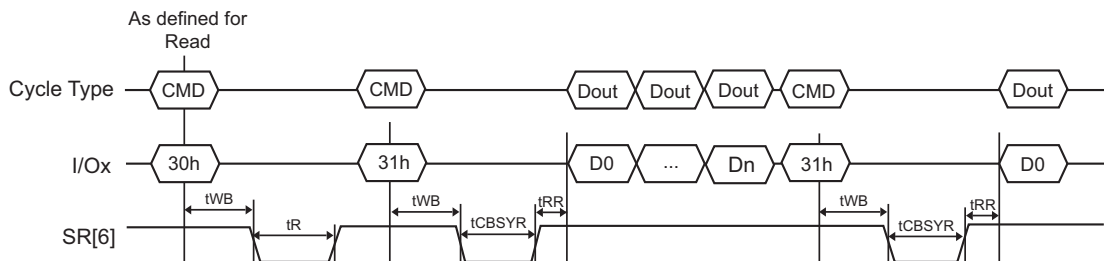 As defined for
Read
Cycle Type CMD CMD Dout Dout Dout CMD Dout
I/Ox 30h 31h D0 ... Dn 31h D0
tWB tR tWB tCBSYR tRR tWB tCBSYR tRR
SR[6]